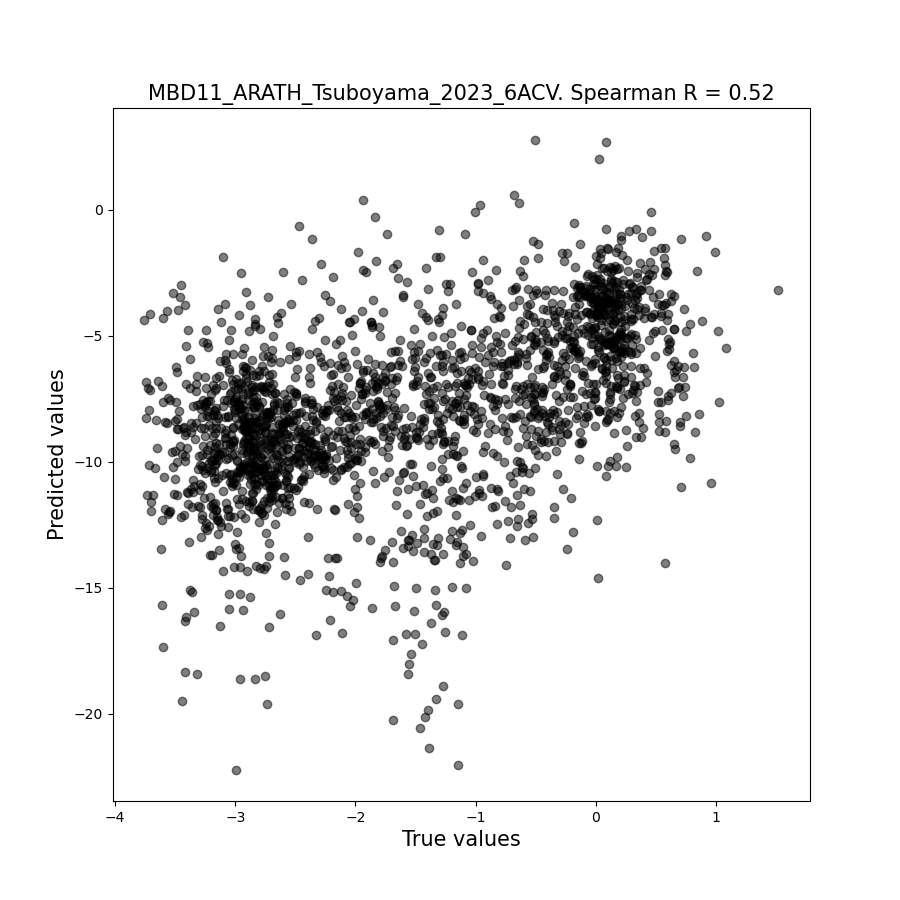 MBD11_ARATH_Tsuboyama_2023_6ACV. Spearman R = 0.52
0
−5
−10
−15
−20
Predicted values
−4 −3 −2 −1 0 1
True values